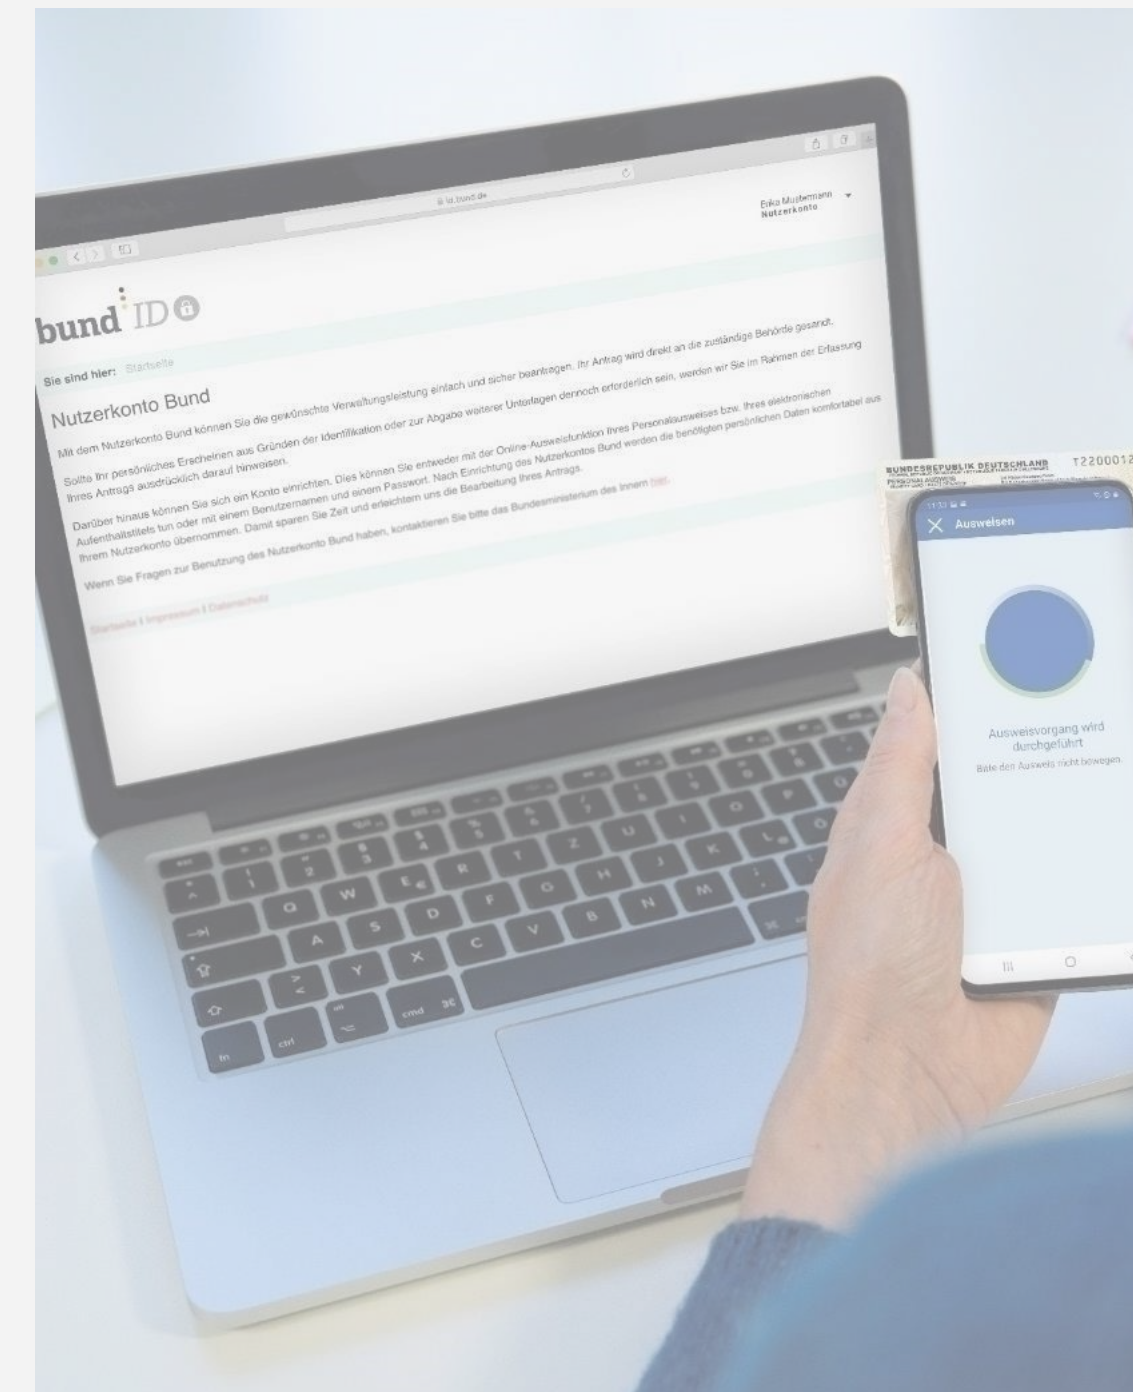 id.bund.de
Erika Mustermann
Nutzerkonto
bund ID
Sie sind hier: Startseite
Nutzerkonto Bund
Mit dem Nutzerkonto Bund können Sie die gewünschte Verwaltungsleistung einfach und sicher beantragen. Ihr Antrag wird direkt an die zuständige Behörde gesandt.
Sollte Ihr persönliches Erscheinen aus Gründen der Identifikation oder zur Abgabe weiterer Unterlagen dennoch erforderlich sein, werden wir Sie im Rahmen der Erfassung
Ihres Antrags ausdrücklich darauf hinweisen.
Darüber hinaus können Sie sich ein Konto einrichten. Dies können Sie entweder mit der Online-Ausweisfunktion Ihres Personalausweises bzw. Ihres elektronischen
Aufenthaltstitels tun oder mit einem Benutzernamen und einem Passwort. Nach Einrichtung des Nutzerkontos Bund werden die benötigten persönlichen Daten komfortabel aus
Ihrem Nutzerkonto übernommen. Damit sparen Sie Zeit und erleichtern uns die Bearbeitung Ihres Antrags.
Wenn Sie Fragen zur Benutzung des Nutzerkonto Bund haben, kontaktieren Sie bitte das Bundesministerium des Innern hier.
Startseite | Impressum | Datenschutz
BUNDESREPUBLIK DEUTSCHLAND T2200012
PERSONALAUSWEIS
Ausweisen
Ausweisvorgang wird
durchgeführt
Bitte den Ausweis nicht bewegen.
Q W E € R T Z U I O P Ü
A S D F G H J K L Ö
Y X C V B N M
fn ctrl cmd